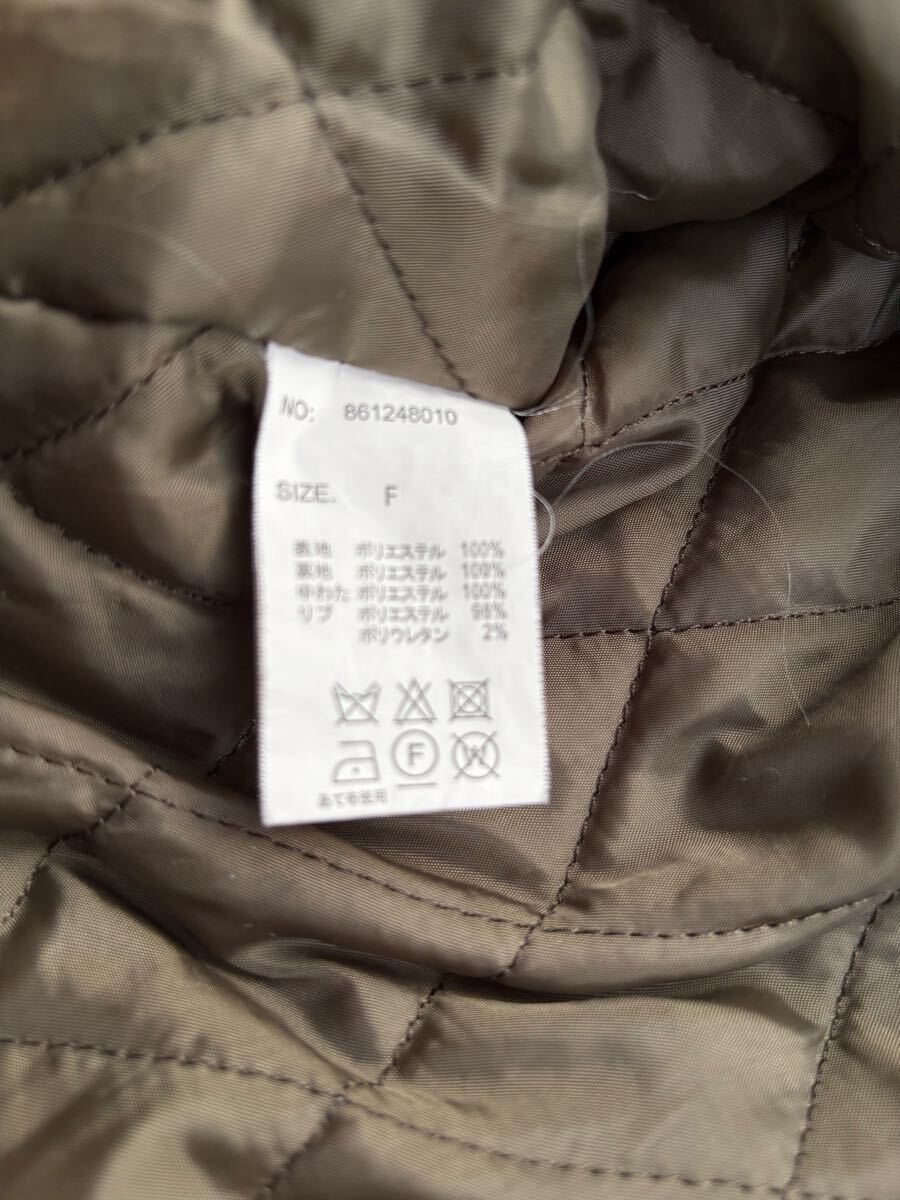 NO: 861248010
SIZE. F
表地 ポリエステル 100%
裏地 ポリエステル 100%
中わた ポリエステル 100%
リブ ポリエステル 98%
ポリウレタン 2%
F
W
あて布使用